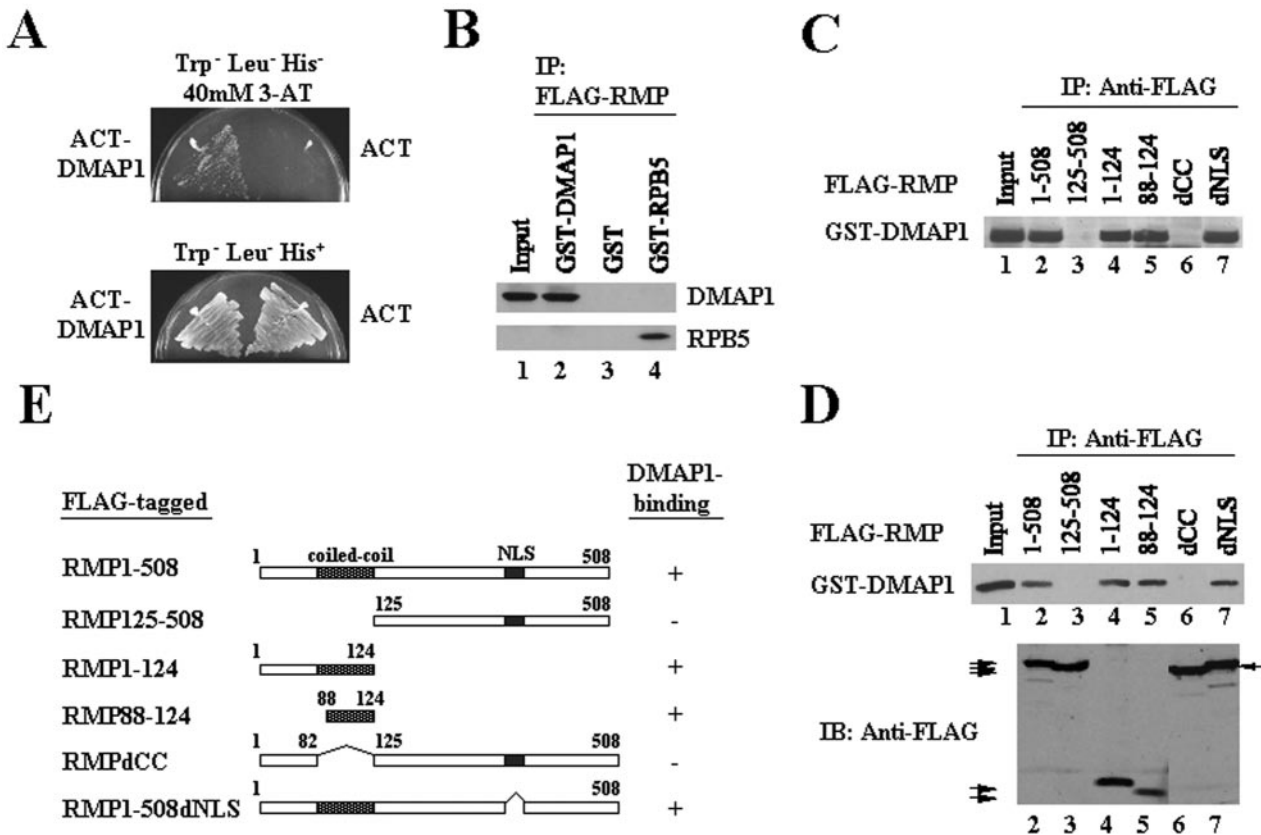 A
Trp⁻ Leu⁻ His⁻
40mM 3-AT
ACT-
DMAP1
ACT
Trp⁻ Leu⁻ His⁺
ACT-
DMAP1
ACT
B
IP:
FLAG-RMP
Input
GST-DMAP1
GST
GST-RPB5
DMAP1
RPB5
1 2 3 4
C
IP: Anti-FLAG
FLAG-RMP
Input
1-508
125-508
1-124
88-124
dCC
dNLS
GST-DMAP1
1 2 3 4 5 6 7
D
IP: Anti-FLAG
FLAG-RMP
Input
1-508
125-508
1-124
88-124
dCC
dNLS
GST-DMAP1
1 2 3 4 5 6 7
IB: Anti-FLAG
2 3 4 5 6 7
E
FLAG-tagged
DMAP1-
binding
RMP1-508
1 coiled-coil NLS 508
+
RMP125-508
125 508
-
RMP1-124
1 124
+
RMP88-124
88 124
+
RMPdCC
1 82 125 508
-
RMP1-508dNLS
1 508
+